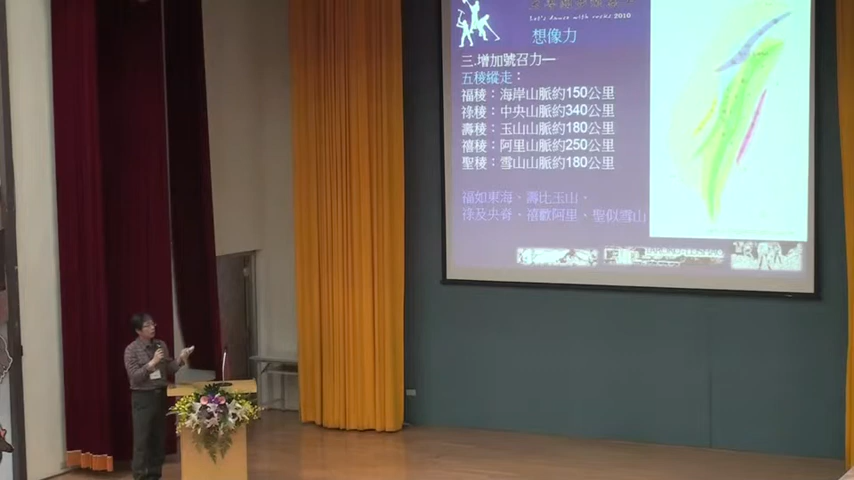 Let's dance with rocks 2010
想像力
三.增加號召力—
五稜縱走：
福稜：海岸山脈約150公里
祿稜：中央山脈約340公里
壽稜：玉山山脈約180公里
禧稜：阿里山脈約250公里
聖稜：雪山山脈約180公里
福如東海、壽比玉山、
祿及央脊、禧歡阿里、聖似雪山